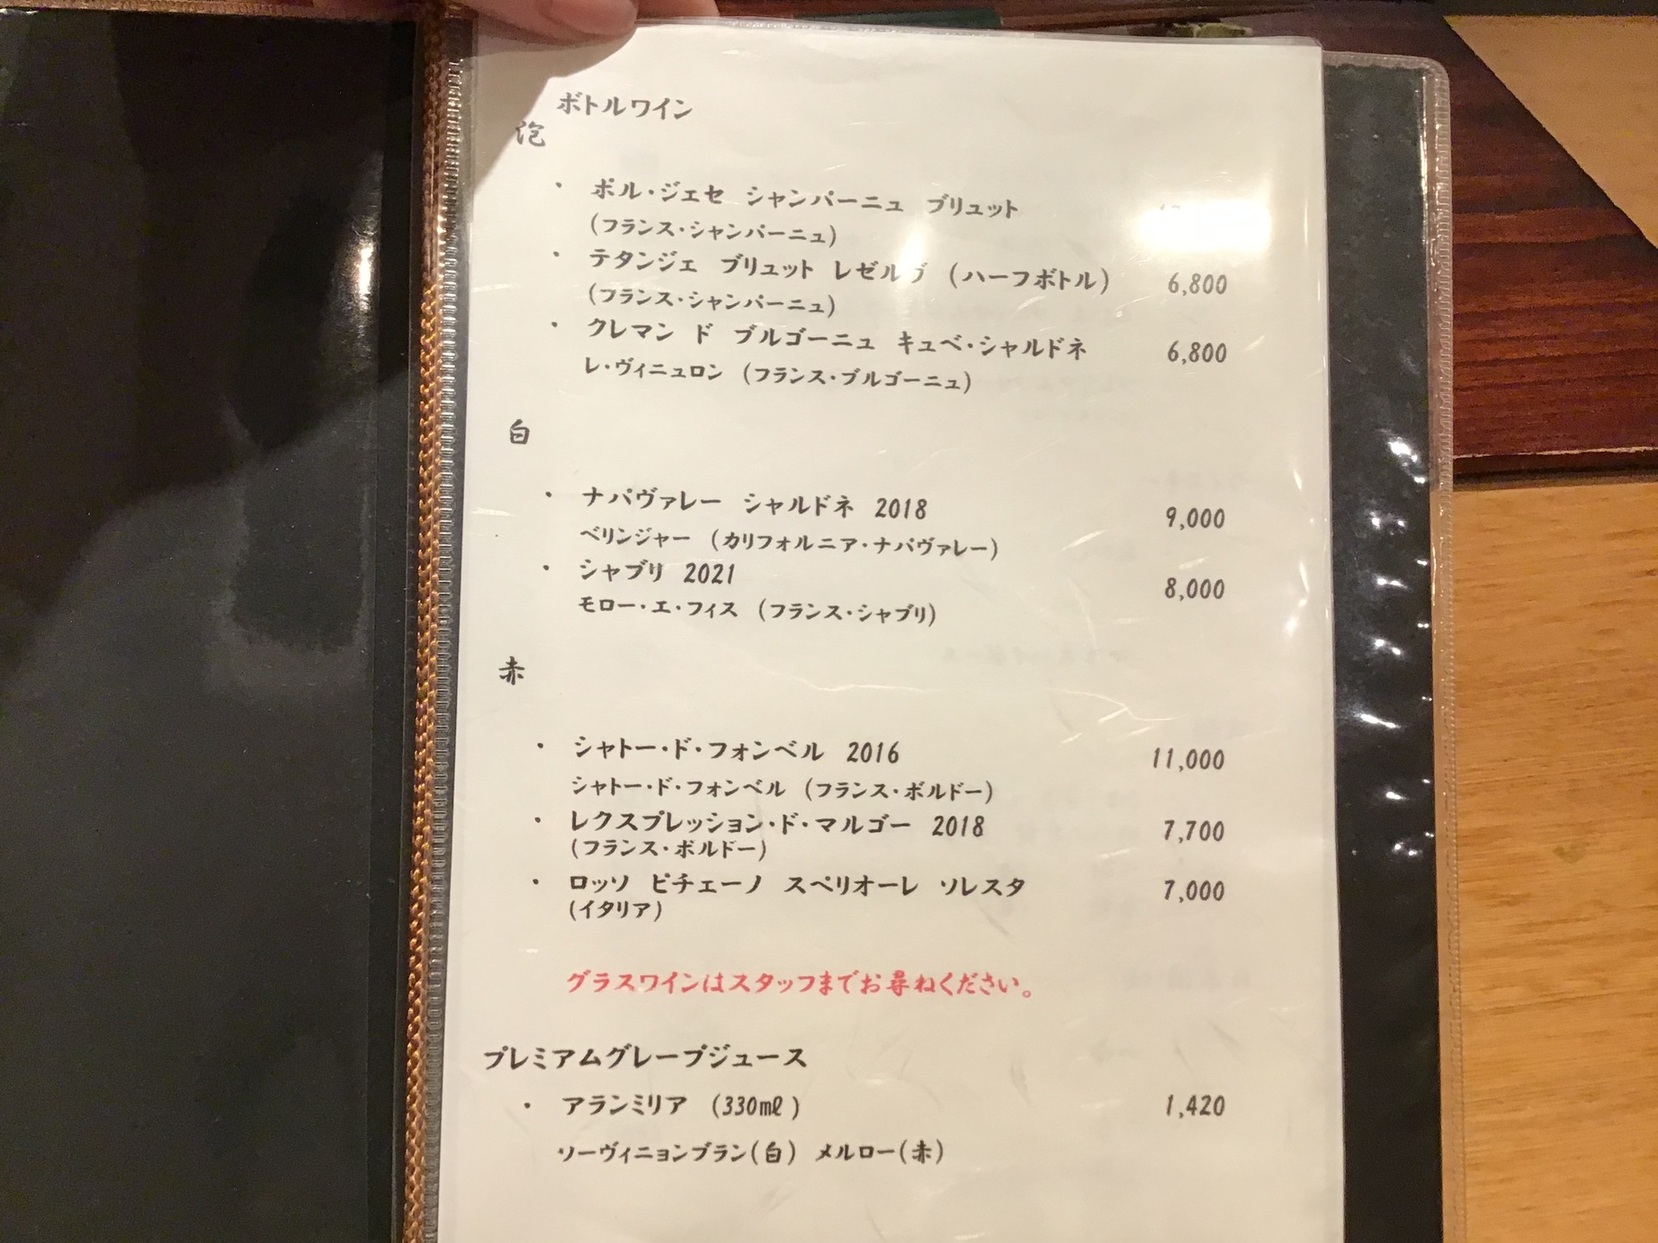 ボトルワイン
泡
・ ポル・ジェセ シャンパーニュ ブリュット
(フランス・シャンパーニュ)
・ テタンジェ ブリュット レゼルヴ (ハーフボトル) 6,800
(フランス・シャンパーニュ)
・ クレマン ド ブルゴーニュ キュベ・シャルドネ 6,800
レ・ヴィニュロン (フランス・ブルゴーニュ)
白
・ ナパヴァレー シャルドネ 2018 9,000
ベリンジャー (カリフォルニア・ナパヴァレー)
・ シャブリ 2021 8,000
モロー・エ・フィス (フランス・シャブリ)
赤
・ シャトー・ド・フォンベル 2016 11,000
シャトー・ド・フォンベル (フランス・ボルドー)
・ レクスプレッション・ド・マルゴー 2018 7,700
(フランス・ボルドー)
・ ロッソ ピチェーノ スペリオーレ ソレスタ 7,000
(イタリア)
グラスワインはスタッフまでお尋ねください。
プレミアムグレープジュース
・ アランミリア (330㎖) 1,420
ソーヴィニョンブラン(白) メルロー(赤)